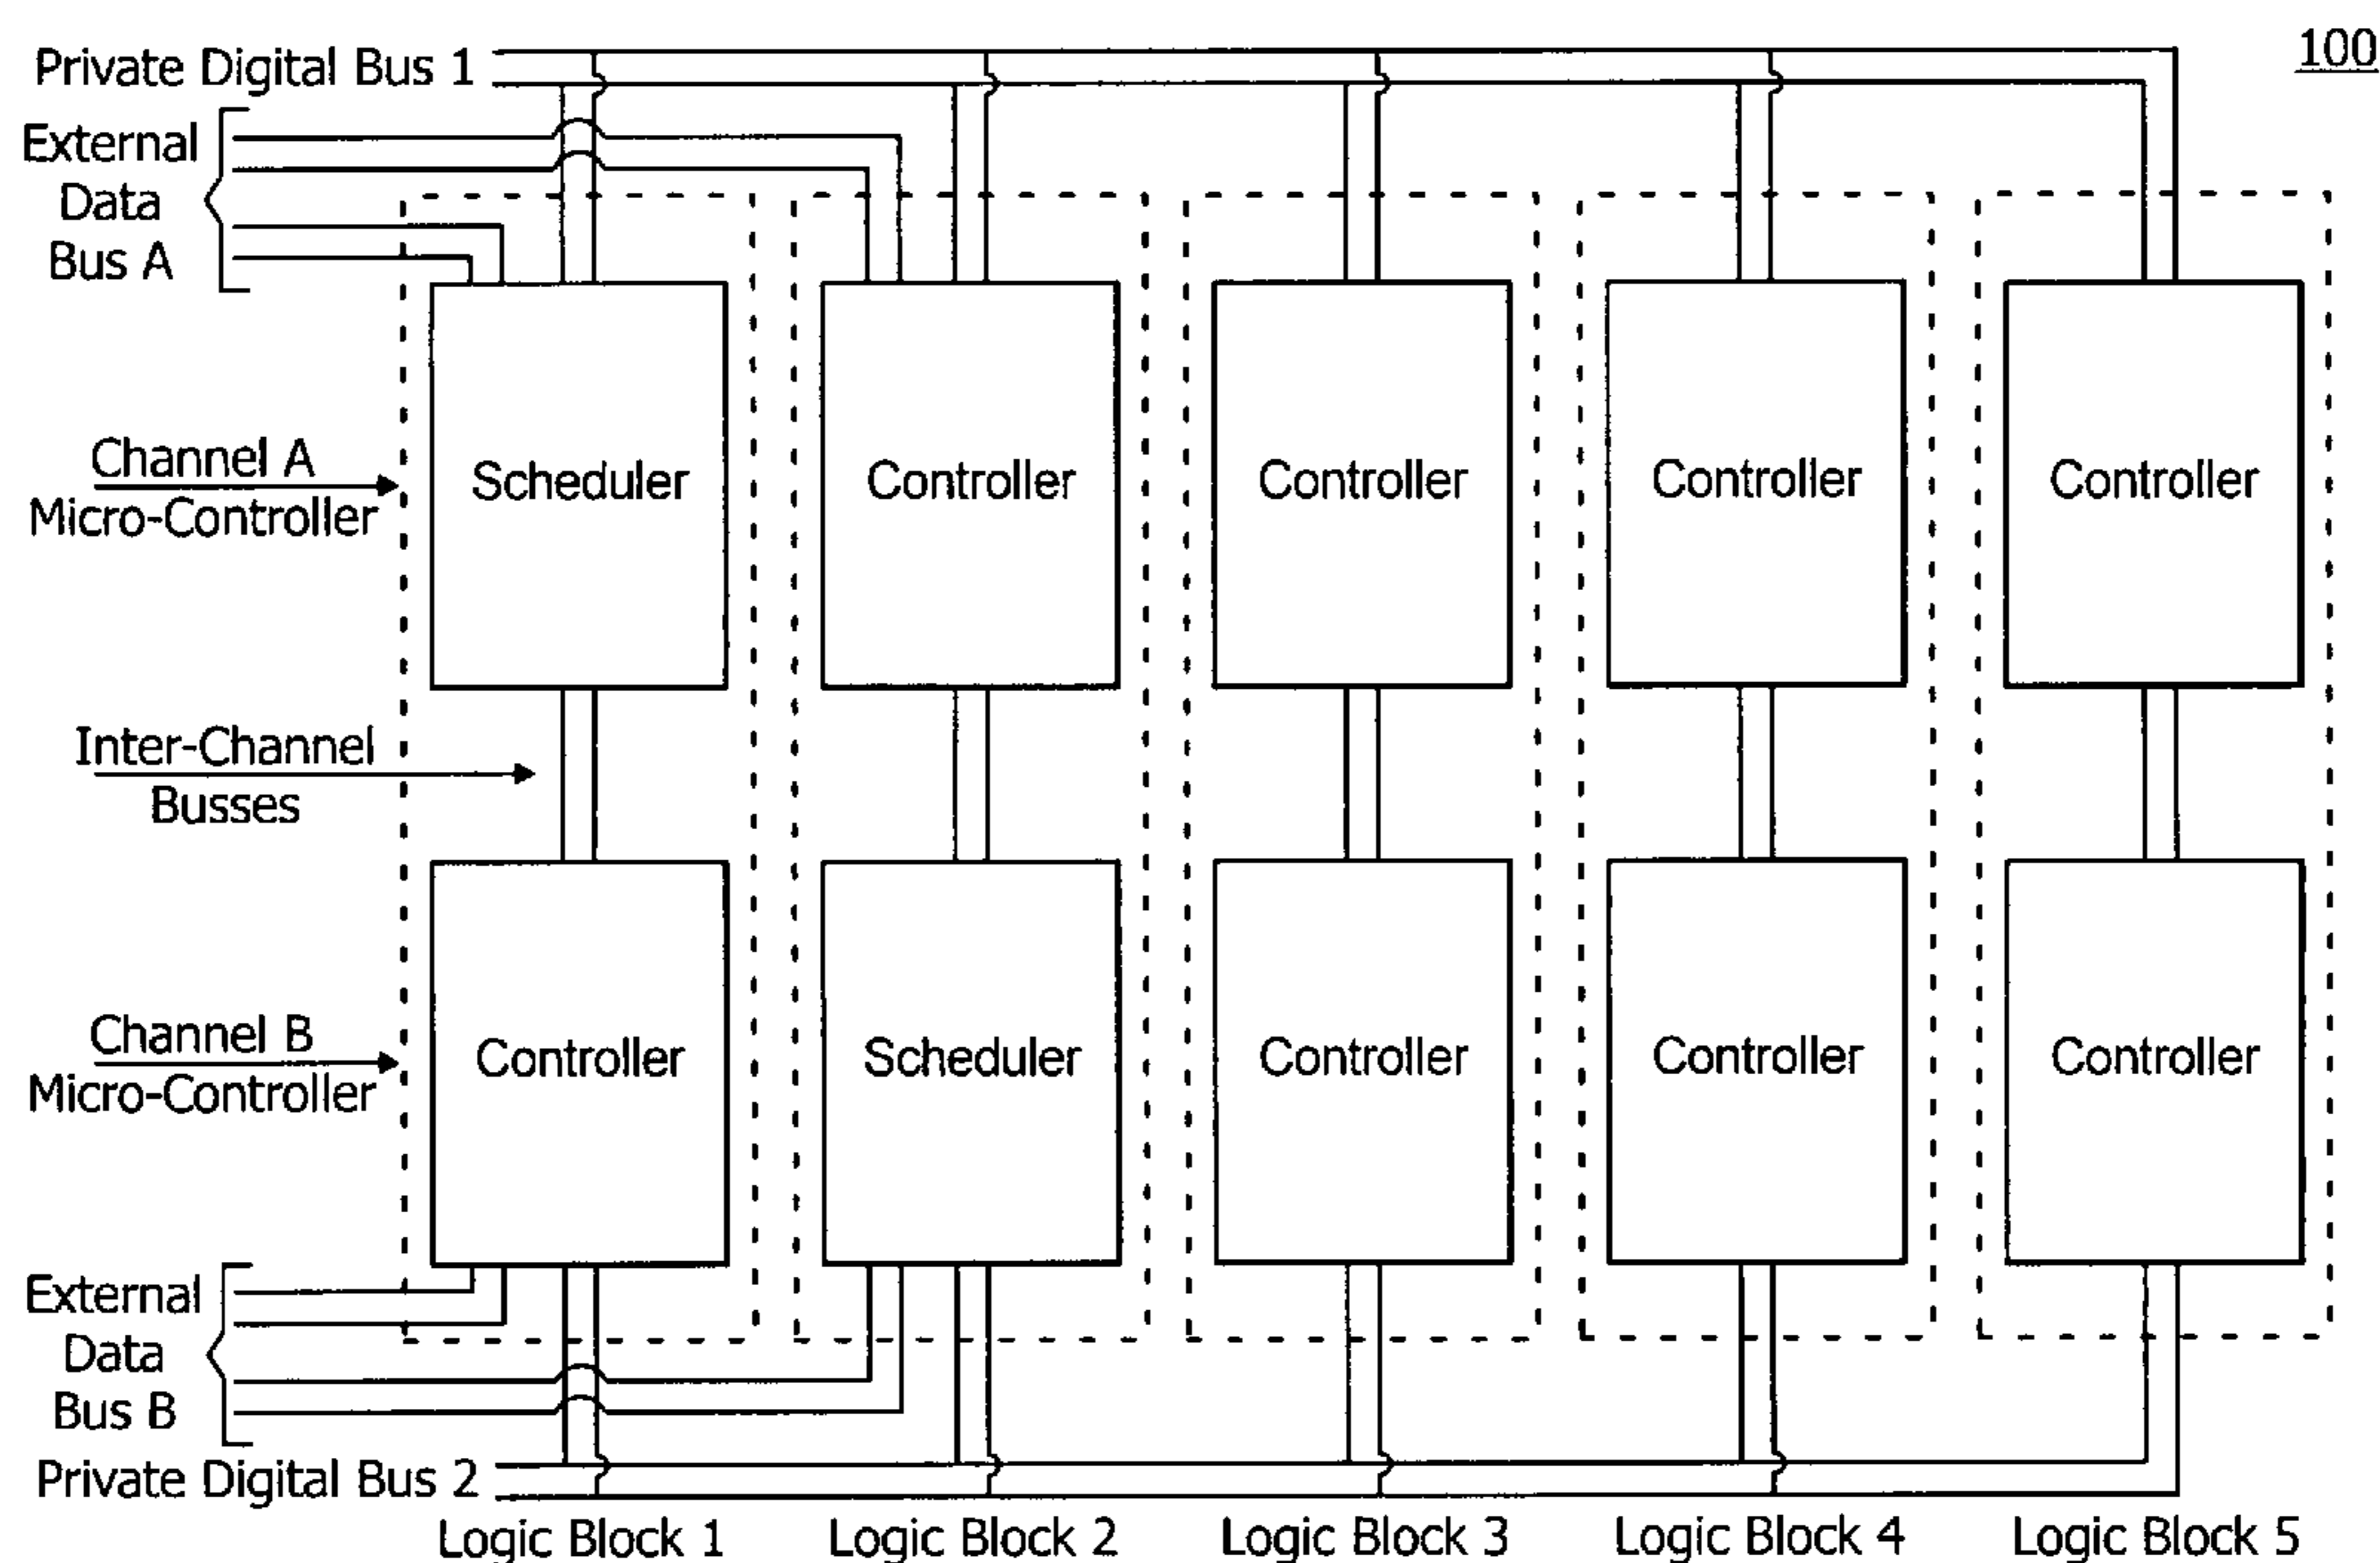 100
Private Digital Bus 1
External
Data
Bus A
Channel A
Micro-Controller
Scheduler
Controller
Controller
Controller
Controller
Inter-Channel
Busses
Channel B
Micro-Controller
Controller
Scheduler
Controller
Controller
Controller
External
Data
Bus B
Private Digital Bus 2
Logic Block 1
Logic Block 2
Logic Block 3
Logic Block 4
Logic Block 5